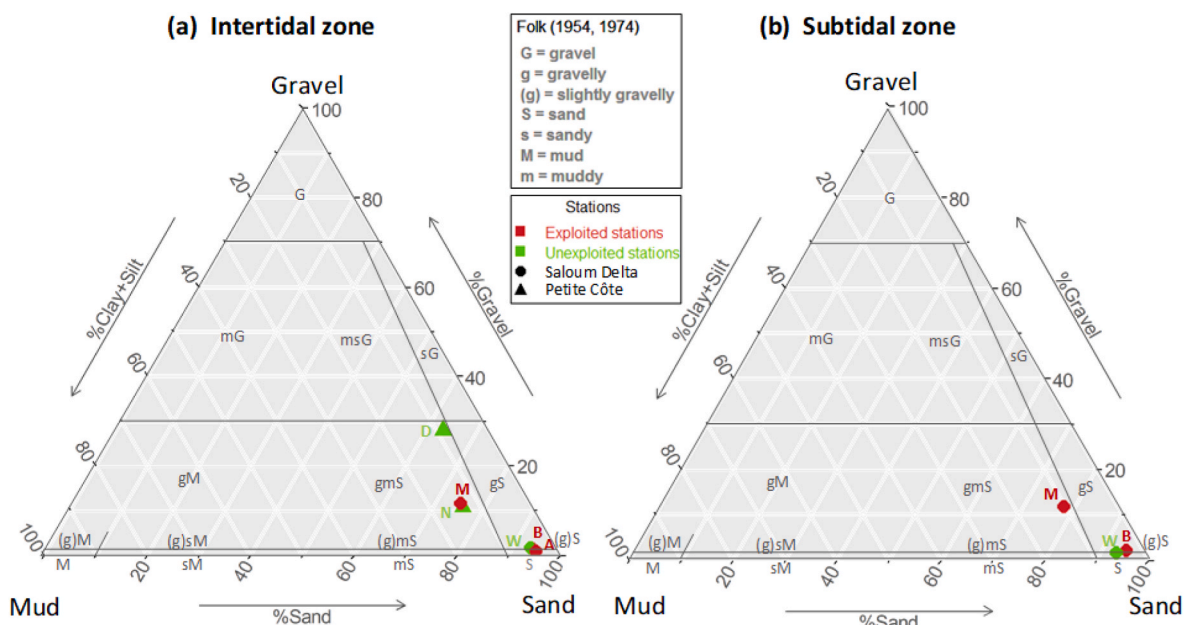 (a) Intertidal zone
Folk (1954, 1974)
G = gravel
g = gravelly
(g) = slightly gravelly
S = sand
s = sandy
M = mud
m = muddy
Stations
Exploited stations
Unexploited stations
Saloum Delta
Petite Côte
(b) Subtidal zone
Gravel
100
20
G
80
%Clay+Silt
40
60
%Gravel
mG
msG
sG
60
40
D
80
20
gM
gmS
M
gS
N
100
(g)M
(g)sM
(g)mS
W
B
A
(g)S
M
20
sM
40
60
mS
80
S
100
Mud
%Sand
Sand
Gravel
100
20
G
80
%Clay+Silt
40
60
%Gravel
mG
msG
sG
60
40
80
20
gM
gmS
M
gS
100
(g)M
(g)sM
(g)mS
W
B
(g)S
M
20
sM
40
60
mS
80
S
100
Mud
%Sand
Sand